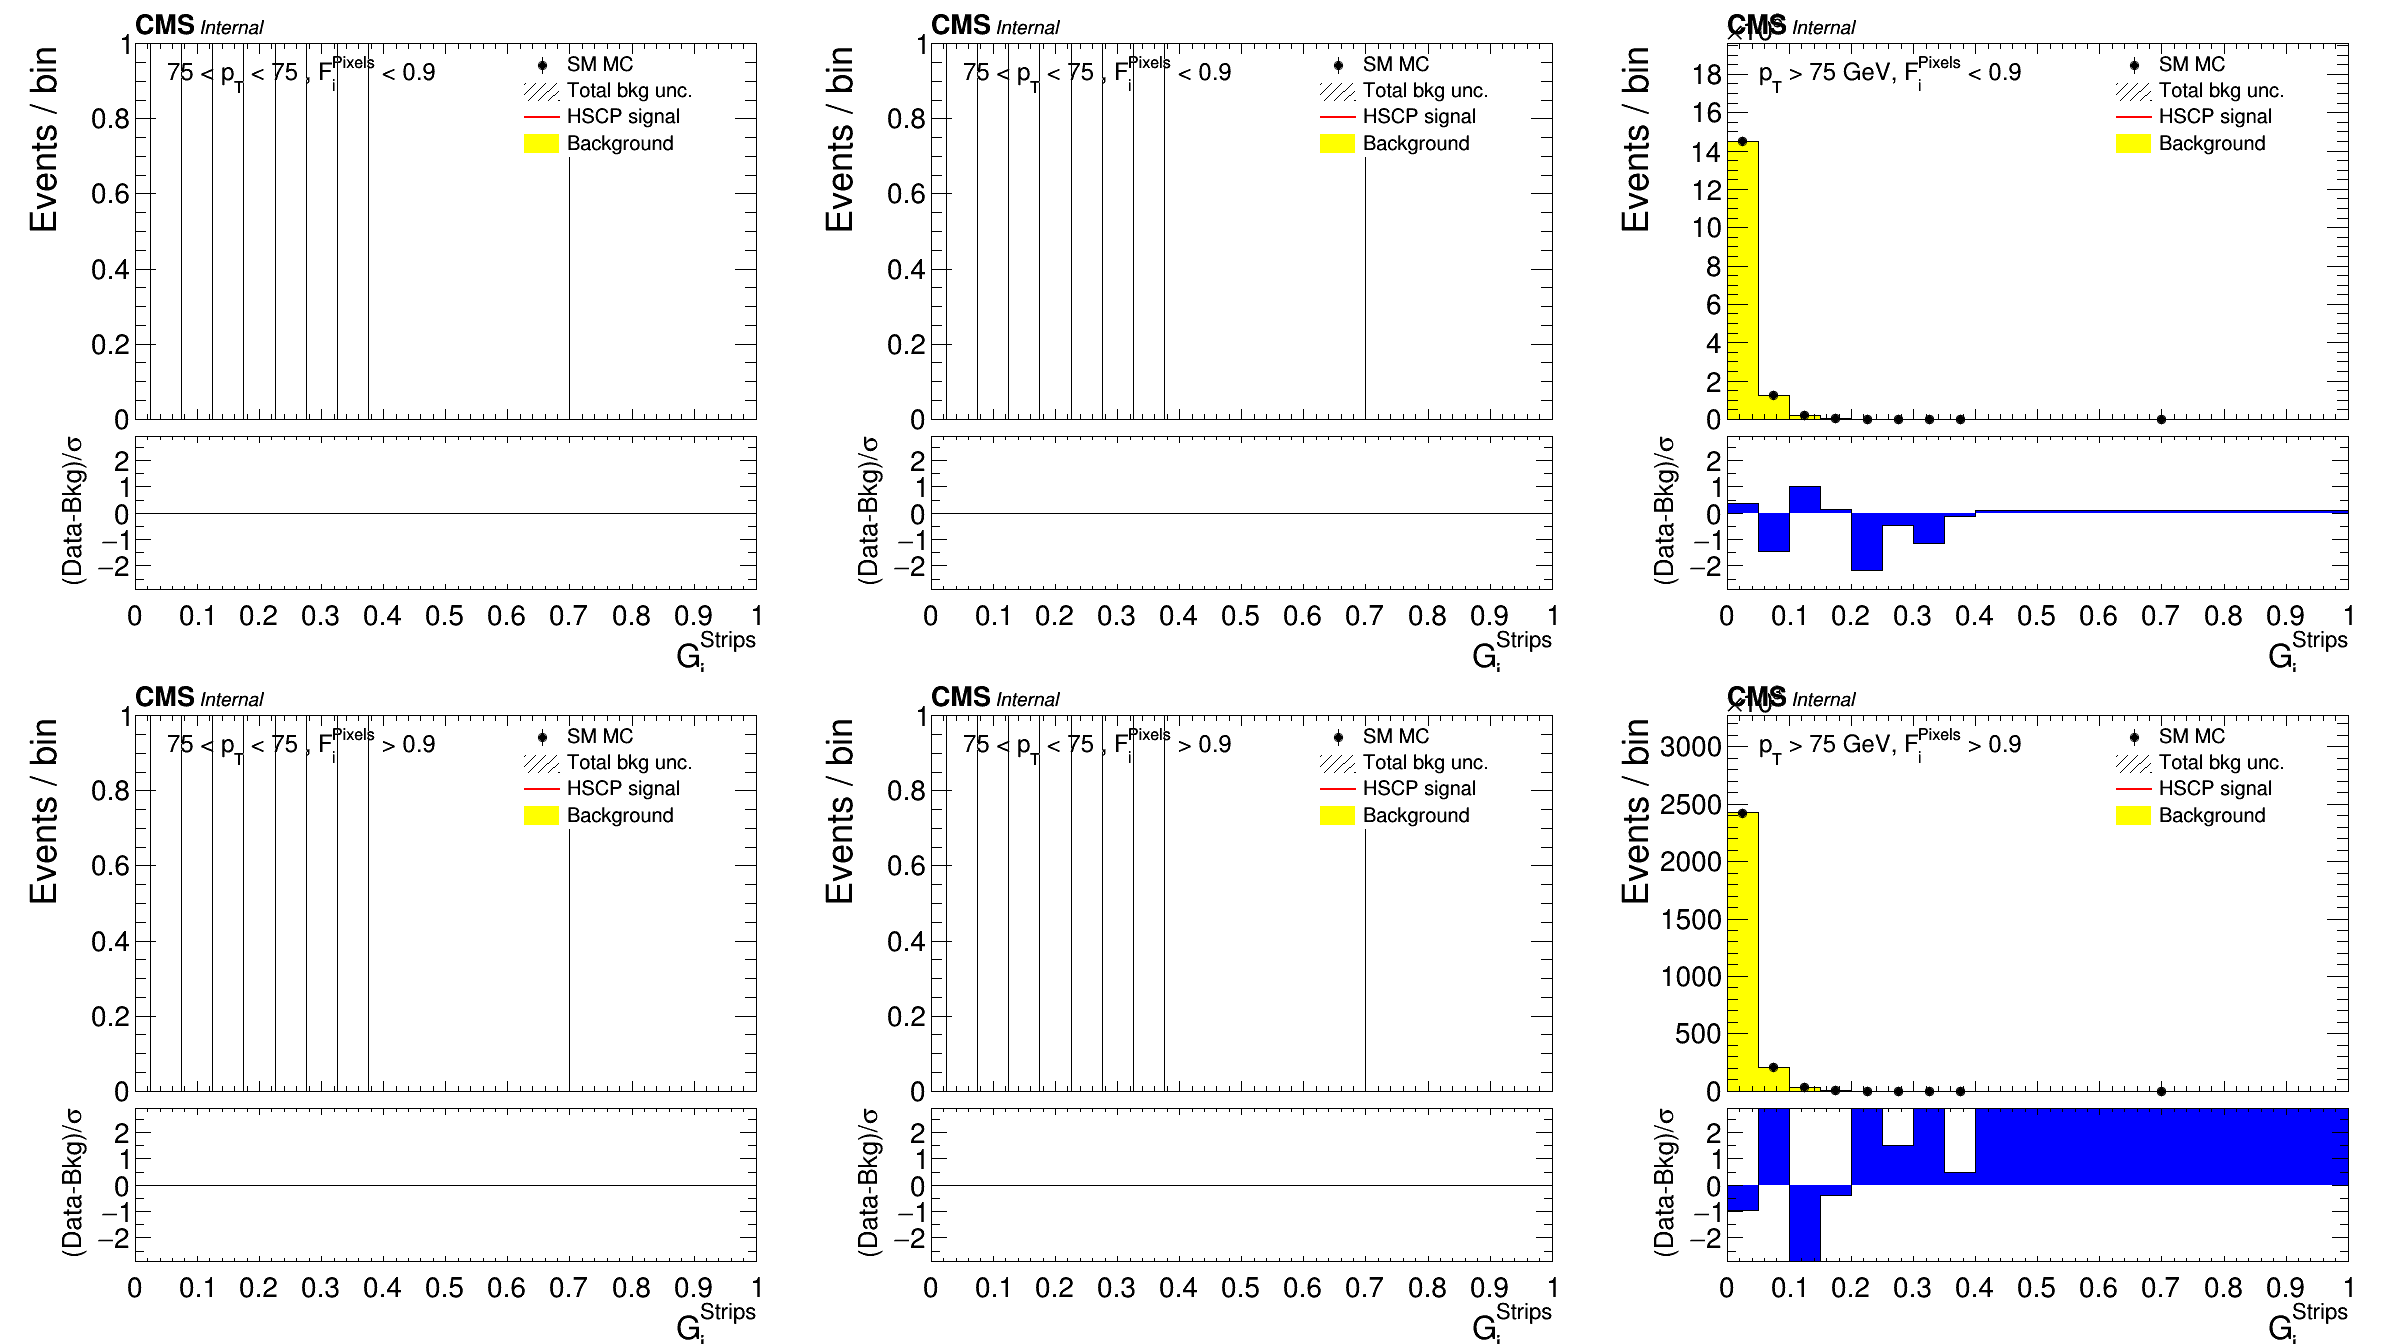 CMS Internal
Events / bin
75 < p_T < 75 , F_i^Pixels < 0.9
SM MC
Total bkg unc.
HSCP signal
Background
1
0.8
0.6
0.4
0.2
0
(Data-Bkg)/σ
2
1
0
−1
−2
0 0.1 0.2 0.3 0.4 0.5 0.6 0.7 0.8 0.9 1
G_i^Strips
CMS Internal
Events / bin
75 < p_T < 75 , F_i^Pixels < 0.9
SM MC
Total bkg unc.
HSCP signal
Background
1
0.8
0.6
0.4
0.2
0
(Data-Bkg)/σ
2
1
0
−1
−2
0 0.1 0.2 0.3 0.4 0.5 0.6 0.7 0.8 0.9 1
G_i^Strips
CMS Internal
Events / bin
p_T > 75 GeV, F_i^Pixels < 0.9
SM MC
Total bkg unc.
HSCP signal
Background
18
16
14
12
10
8
6
4
2
0
(Data-Bkg)/σ
2
1
0
−1
−2
0 0.1 0.2 0.3 0.4 0.5 0.6 0.7 0.8 0.9 1
G_i^Strips
CMS Internal
Events / bin
75 < p_T < 75 , F_i^Pixels > 0.9
SM MC
Total bkg unc.
HSCP signal
Background
1
0.8
0.6
0.4
0.2
0
(Data-Bkg)/σ
2
1
0
−1
−2
0 0.1 0.2 0.3 0.4 0.5 0.6 0.7 0.8 0.9 1
G_i^Strips
CMS Internal
Events / bin
75 < p_T < 75 , F_i^Pixels > 0.9
SM MC
Total bkg unc.
HSCP signal
Background
1
0.8
0.6
0.4
0.2
0
(Data-Bkg)/σ
2
1
0
−1
−2
0 0.1 0.2 0.3 0.4 0.5 0.6 0.7 0.8 0.9 1
G_i^Strips
CMS Internal
Events / bin
p_T > 75 GeV, F_i^Pixels > 0.9
SM MC
Total bkg unc.
HSCP signal
Background
3000
2500
2000
1500
1000
500
0
(Data-Bkg)/σ
2
1
0
−1
−2
0 0.1 0.2 0.3 0.4 0.5 0.6 0.7 0.8 0.9 1
G_i^Strips